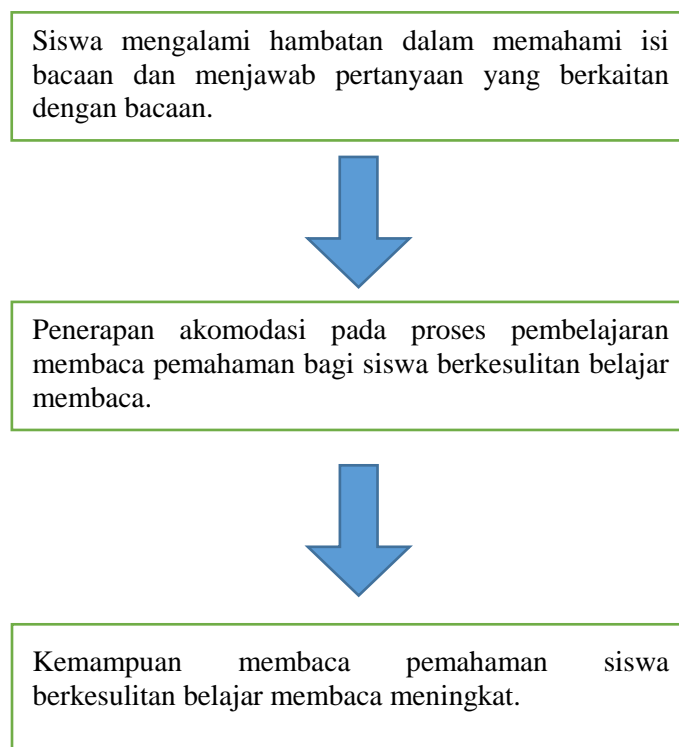 Siswa mengalami hambatan dalam memahami isi
bacaan dan menjawab pertanyaan yang berkaitan
dengan bacaan.
Penerapan akomodasi pada proses pembelajaran
membaca pemahaman bagi siswa berkesulitan belajar
membaca.
Kemampuan membaca pemahaman siswa
berkesulitan belajar membaca meningkat.